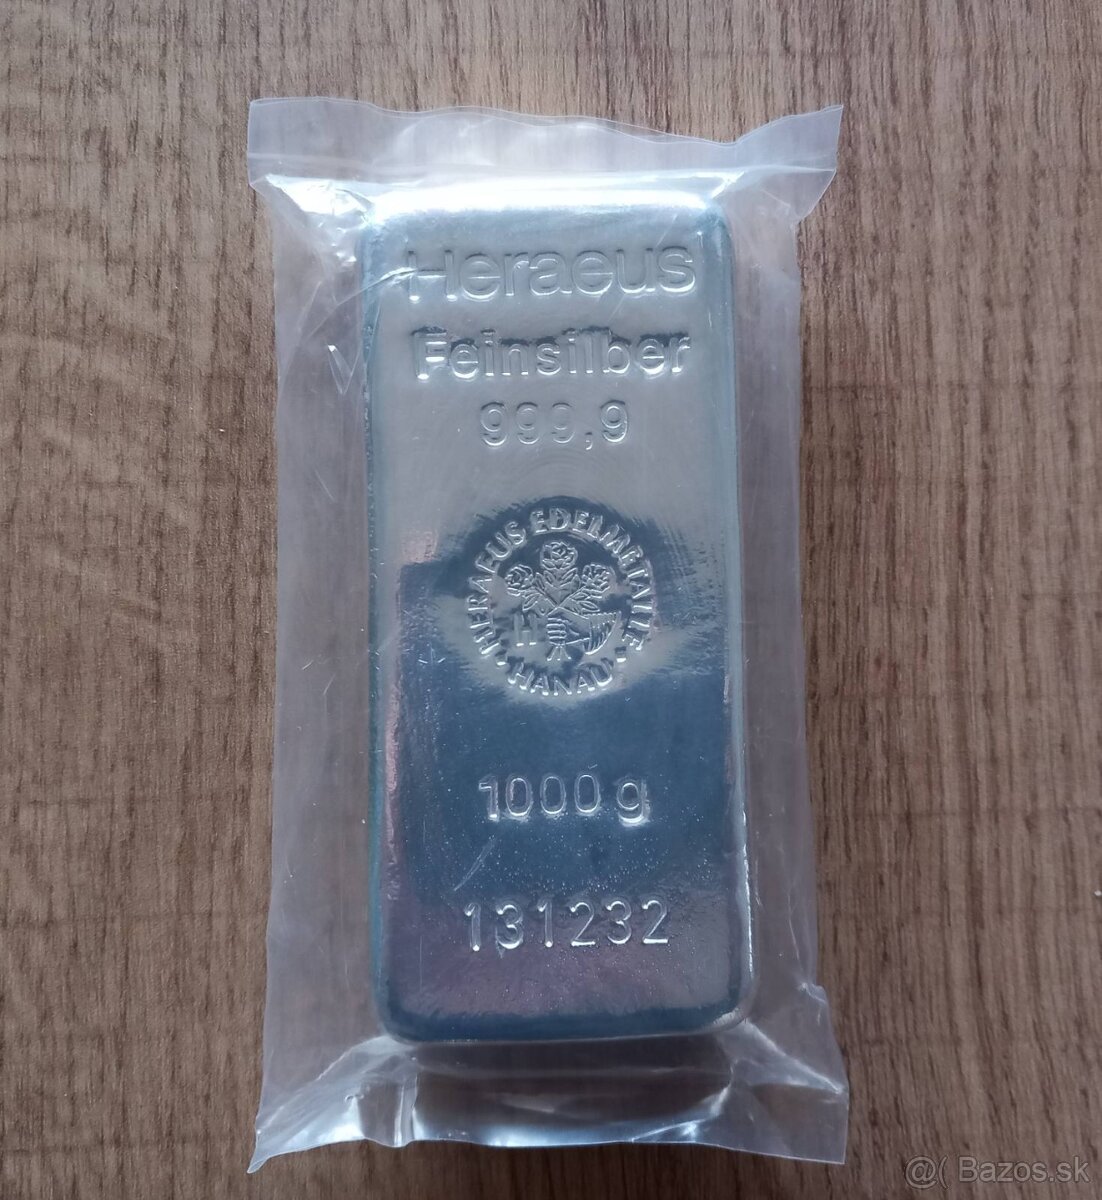 Heraeus
Feinsilber
999,9
HERAEUS EDELMETALLE
· HANAU ·
H
1000 g
131232
@( Bazos.sk